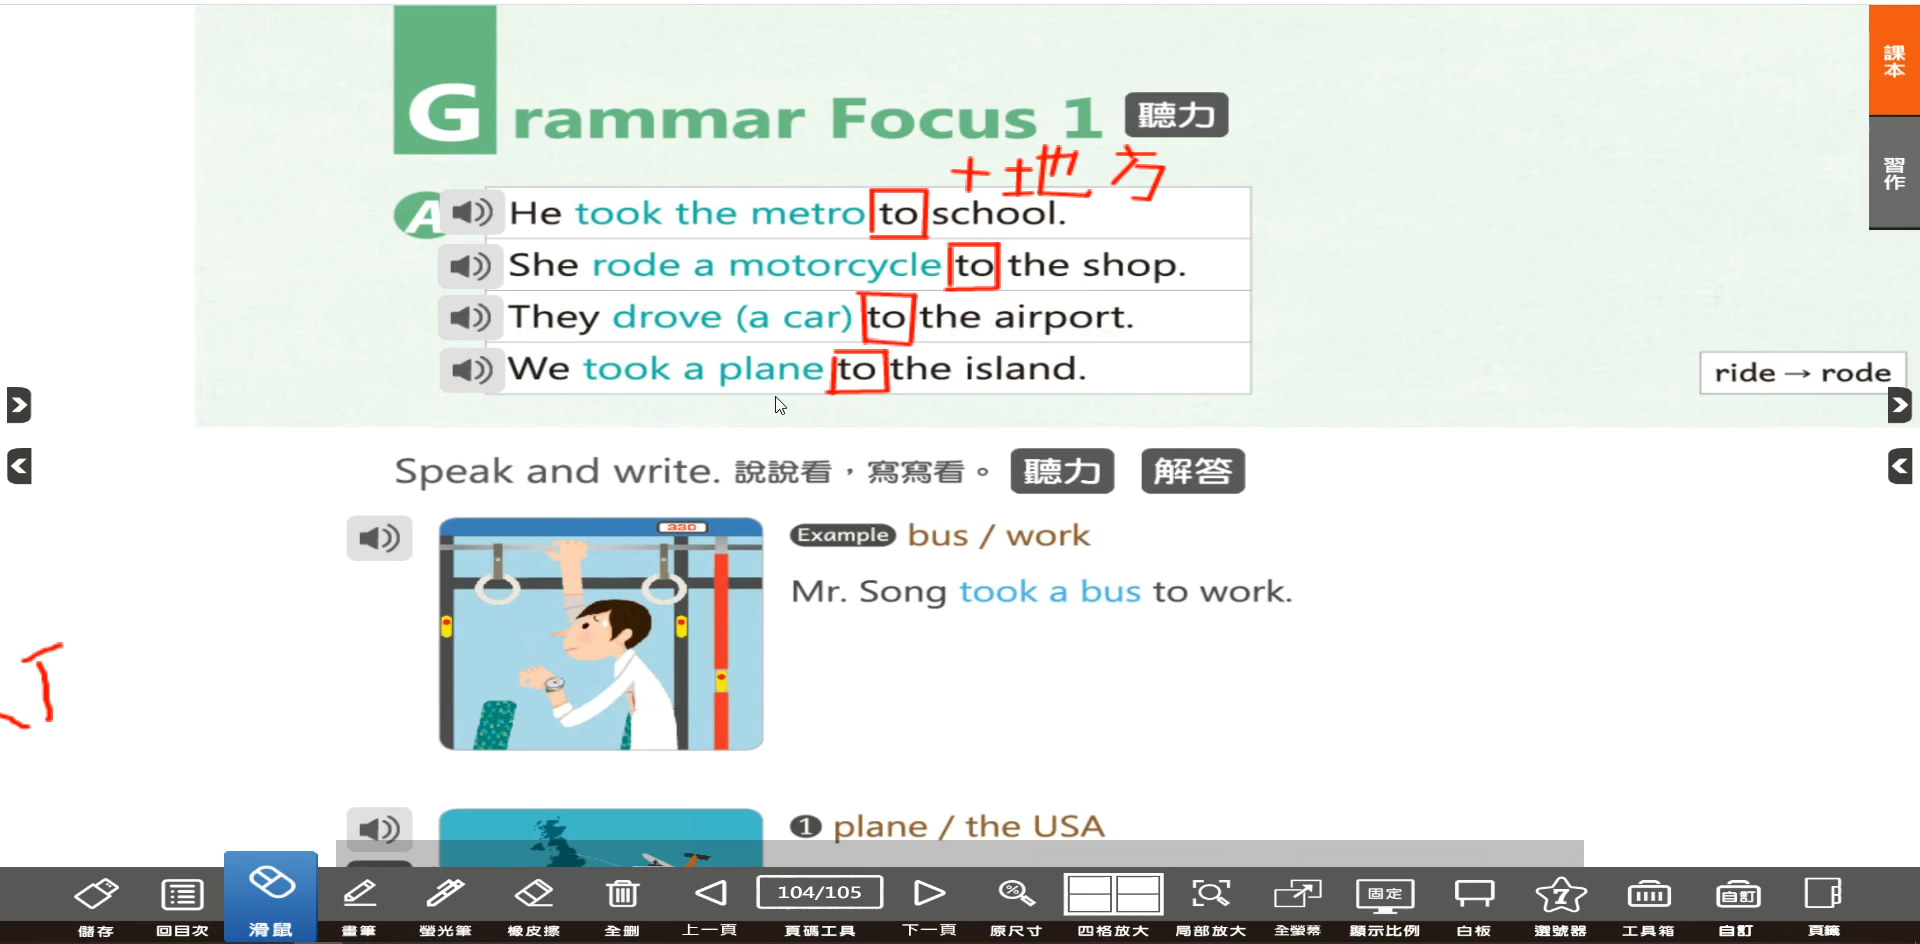 Grammar Focus 1 聽力
+地方
A He took the metro to school.
She rode a motorcycle to the shop.
They drove (a car) to the airport.
We took a plane to the island.
ride → rode
課本
習作
Speak and write. 說說看，寫寫看。 聽力 解答
330
Example bus / work
Mr. Song took a bus to work.
1 plane / the USA
104/105
固定
7
自訂
儲存 回目次 滑鼠 畫筆 螢光筆 橡皮擦 全刪 上一頁 頁碼工具 下一頁 原尺寸 四格放大 局部放大 全螢幕 顯示比例 白板 選號器 工具箱 自訂 頁籤